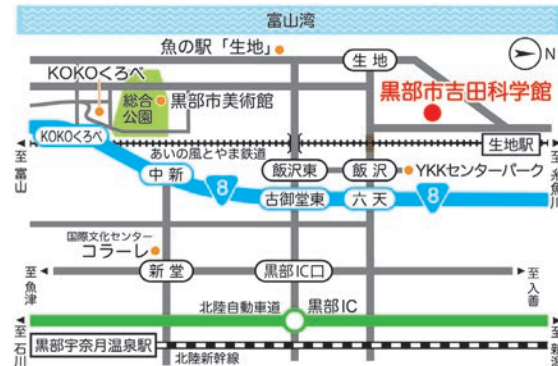 富山湾
魚の駅「生地」
生地
N
KOKOくろべ
総合
公園
黒部市美術館
黒部市吉田科学館
KOKOくろべ
生地駅
至富山
あいの風とやま鉄道
至糸魚川
中新
飯沢東
飯沢
YKKセンターパーク
8
古御堂東
六天
8
国際文化センター
コラーレ
新堂
黒部IC口
至魚津
至入善
北陸自動車道
黒部IC
至石川
至新潟
黒部宇奈月温泉駅
北陸新幹線